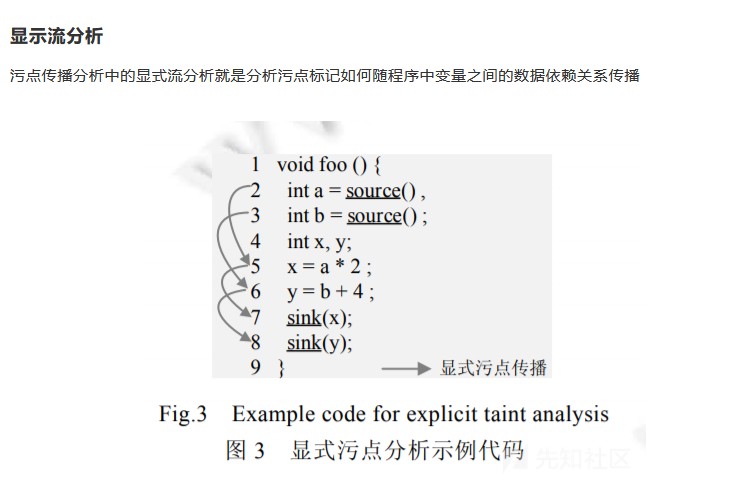 显示流分析
污点传播分析中的显式流分析就是分析污点标记如何随程序中变量之间的数据依赖关系传播
1 void foo () {
2 int a = source() ,
3 int b = source() ;
4 int x, y;
5 x = a * 2 ;
6 y = b + 4 ;
7 sink(x);
8 sink(y);
9 }
显式污点传播
Fig.3 Example code for explicit taint analysis
图 3 显式污点分析示例代码
先知社区